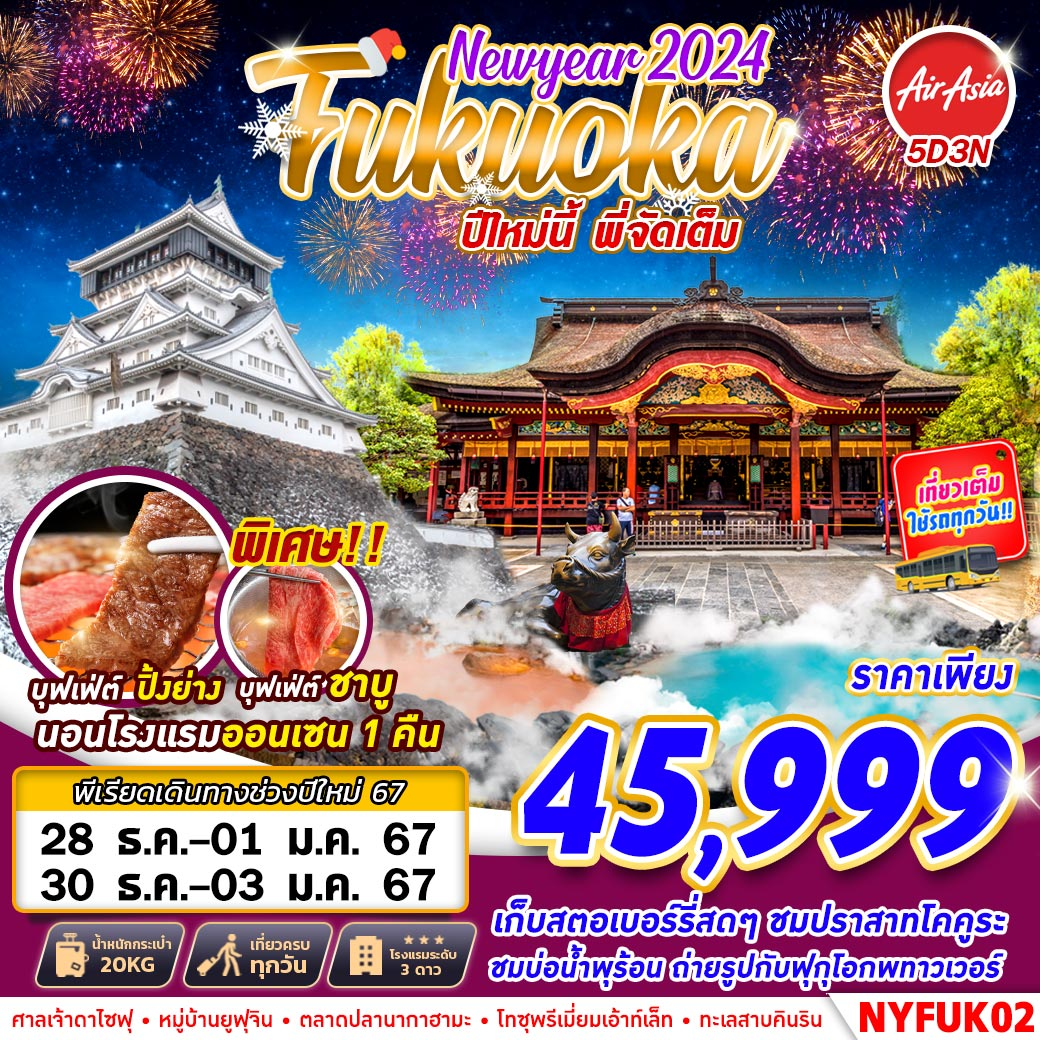 Newyear 2024
Fukuoka
ปีใหม่นี้ พี่จัดเต็ม
AirAsia
5D3N
เที่ยวเต็ม
ใช้รถทุกวัน!!
พิเศษ!!
บุฟเฟ่ต์ ปิ้งย่าง บุฟเฟ่ต์ ชาบู
นอนโรงแรมออนเซน 1 คืน
ราคาเพียง
45,999
พีเรียดเดินทางช่วงปีใหม่ 67
28 ธ.ค.-01 ม.ค. 67
30 ธ.ค.-03 ม.ค. 67
เก็บสตอเบอร์รี่สดๆ ชมปราสาทโคคูระ
ชมบ่อน้ำพุร้อน ถ่ายรูปกับฟุกุโอกพทาวเวอร์
น้ำหนักกระเป๋า
20KG
เที่ยวครบ
ทุกวัน
โรงแรมระดับ
3 ดาว
ศาลเจ้าดาไซฟุ • หมู่บ้านยูฟุจิน • ตลาดปลานากาฮามะ • โทซุพรีเมี่ยมเอ้าท์เล็ท • ทะเลสาบคินริน
NYFUK02